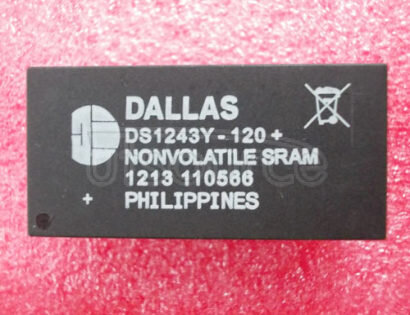 DALLAS
DS1243Y-120+
NONVOLATILE SRAM
1213 110566
+ PHILIPPINES